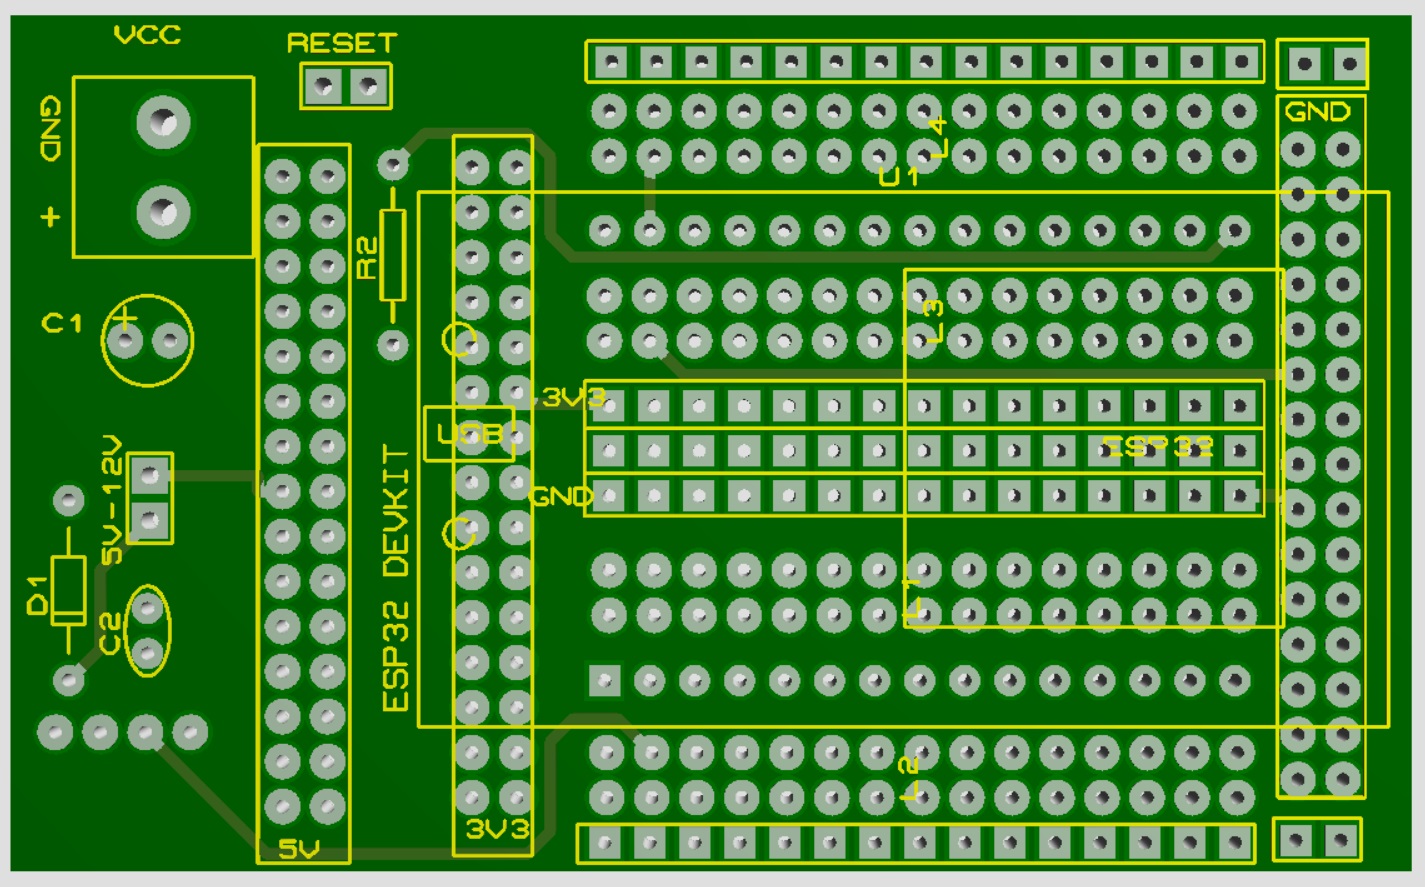 VCC
RESET
GND
GND
L4
U1
+
R2
L3
C1
+
3V3
USB
ESP32
5V-12V
GND
ESP32 DEVKIT
D1
L1
C2
L2
3V3
5V